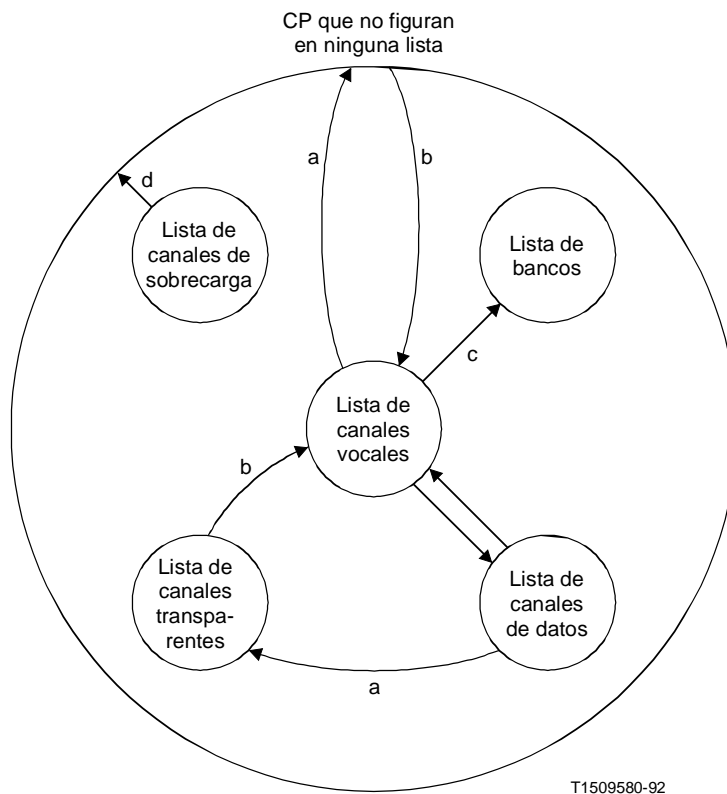 CP que no figuran
en ninguna lista
a
b
d
Lista de
canales de
sobrecarga
Lista de
bancos
c
Lista de
canales
vocales
b
Lista de
canales
transpa-
rentes
Lista de
canales
de datos
a
T1509580-92